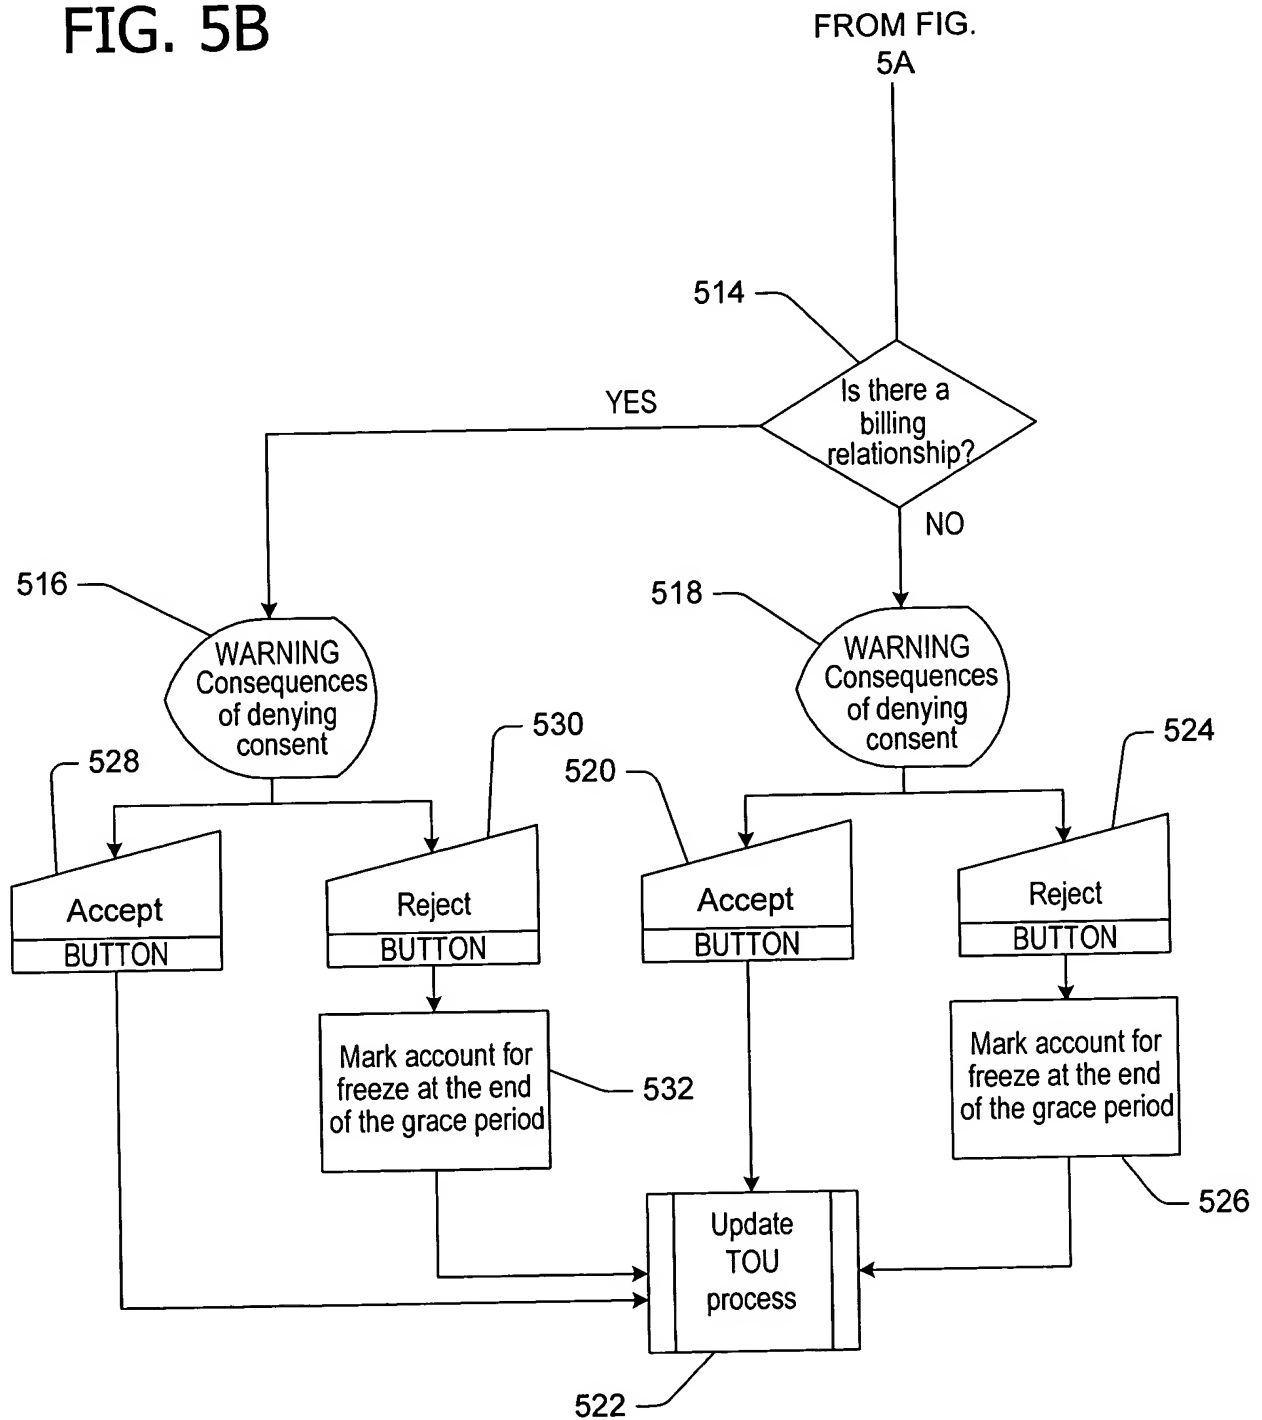 FIG. 5B
FROM FIG.
5A
514
Is there a
billing
relationship?
YES
NO
516
WARNING
Consequences
of denying
consent
518
WARNING
Consequences
of denying
consent
528
Accept
BUTTON
530
Reject
BUTTON
520
Accept
BUTTON
524
Reject
BUTTON
Mark account for
freeze at the end
of the grace period
532
Mark account for
freeze at the end
of the grace period
526
Update
TOU
process
522